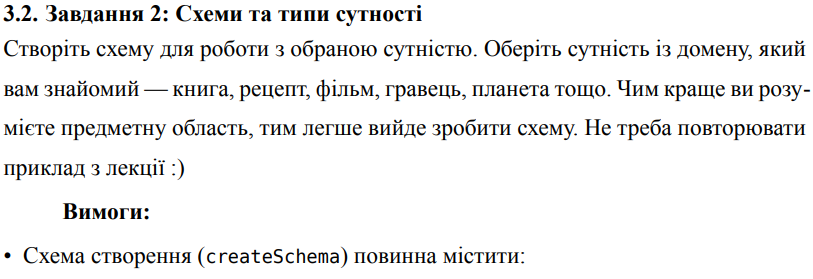 3.2. Завдання 2: Схеми та типи сутності
Створіть схему для роботи з обраною сутністю. Оберіть сутність із домену, який
вам знайомий — книга, рецепт, фільм, гравець, планета тощо. Чим краще ви розу-
мієте предметну область, тим легше вийде зробити схему. Не треба повторювати
приклад з лекції :)
Вимоги:
• Схема створення (createSchema) повинна містити: